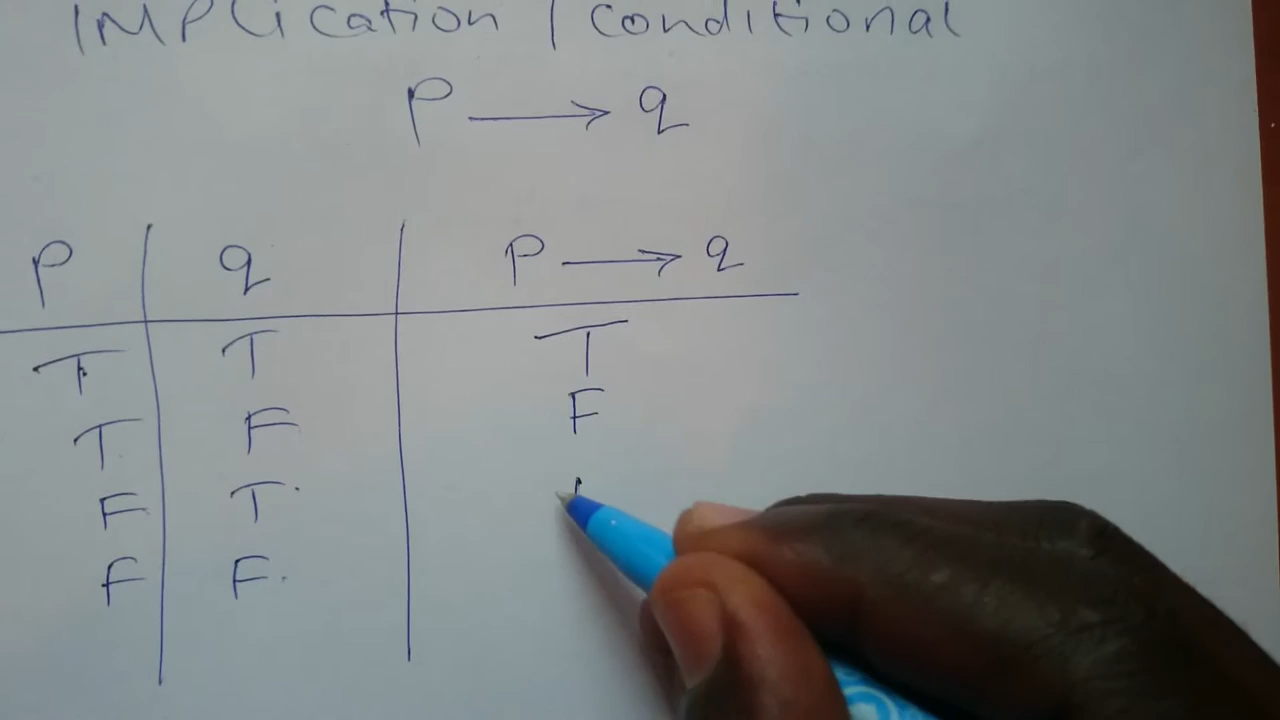 IMPLication / conditional
P → q
P q P → q
T T T
T F F
F T
F F